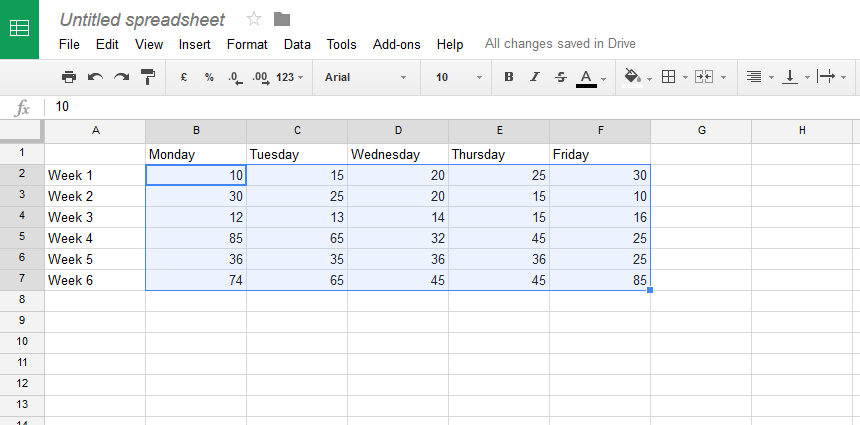 Untitled spreadsheet
File Edit View Insert Format Data Tools Add-ons Help All changes saved in Drive
£ % .0 .00 123 Arial 10 B I S A
fx 10
A B C D E F G H
1 Monday Tuesday Wednesday Thursday Friday
2 Week 1 10 15 20 25 30
3 Week 2 30 25 20 15 10
4 Week 3 12 13 14 15 16
5 Week 4 85 65 32 45 25
6 Week 5 36 35 36 36 25
7 Week 6 74 65 45 45 85
8
9
10
11
12
13
14